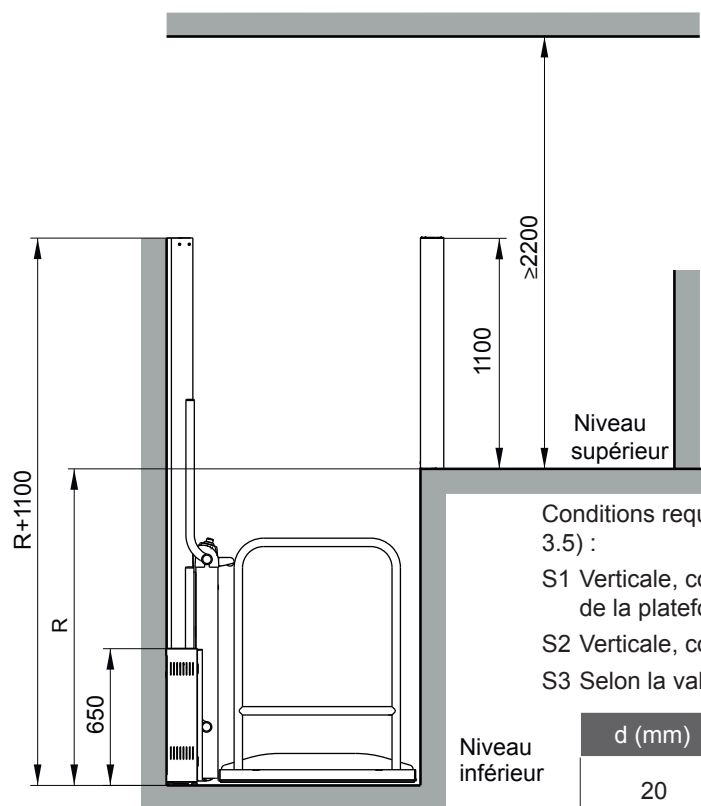 ≥2200
1100
R+1100
R
650
Niveau
supérieur
Conditions requ
3.5) :
S1 Verticale, co
de la platefo
S2 Verticale, co
S3 Selon la val
Niveau
inférieur
d (mm)
20